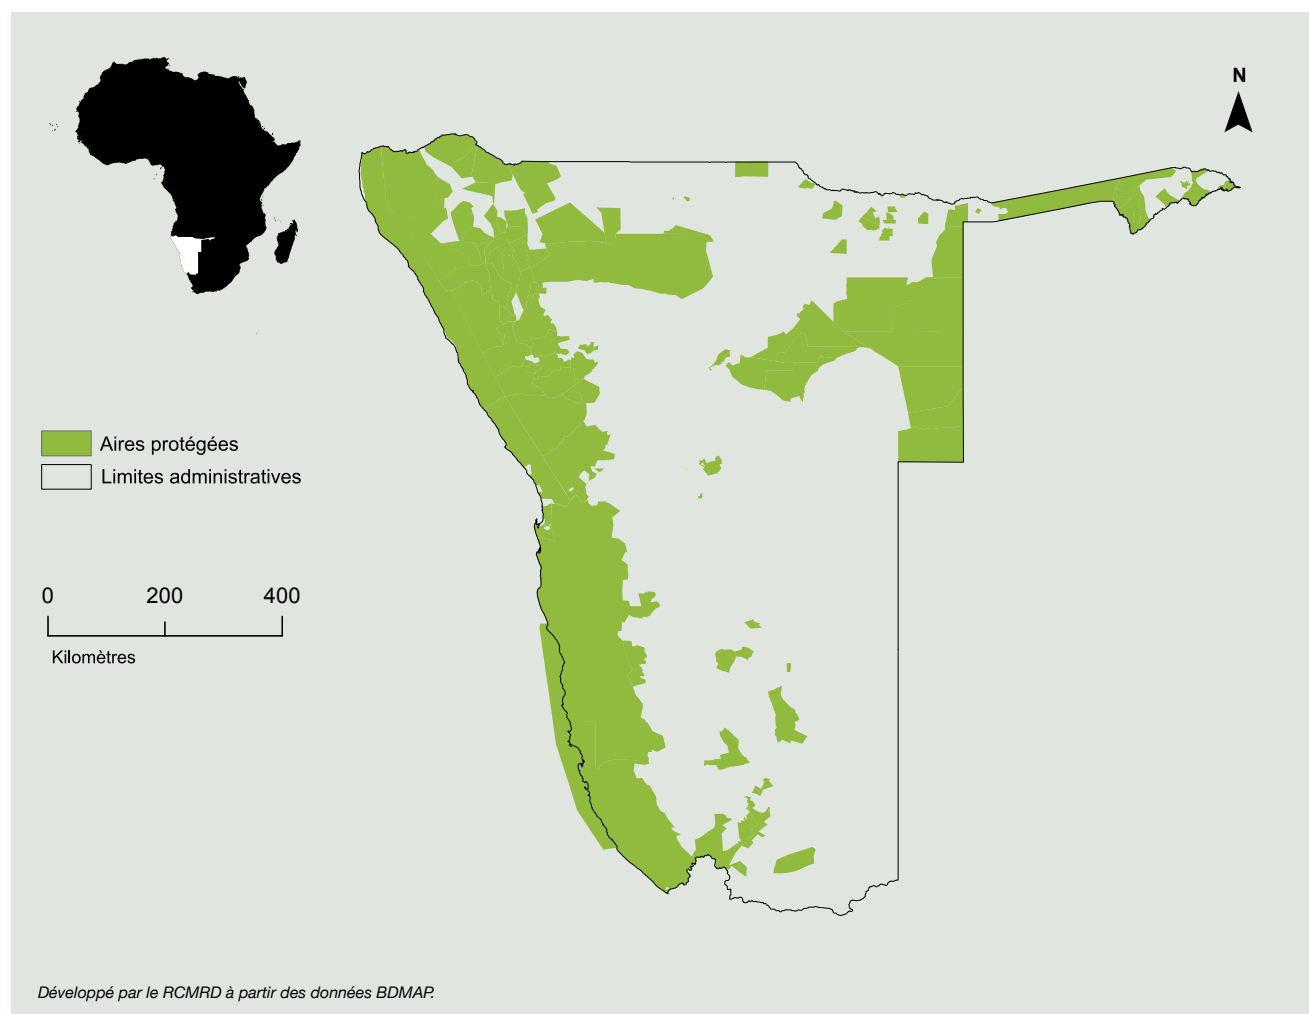 N
Aires protégées
Limites administratives
0 200 400
Kilomètres
Développé par le RCMRD à partir des données BDMAP.